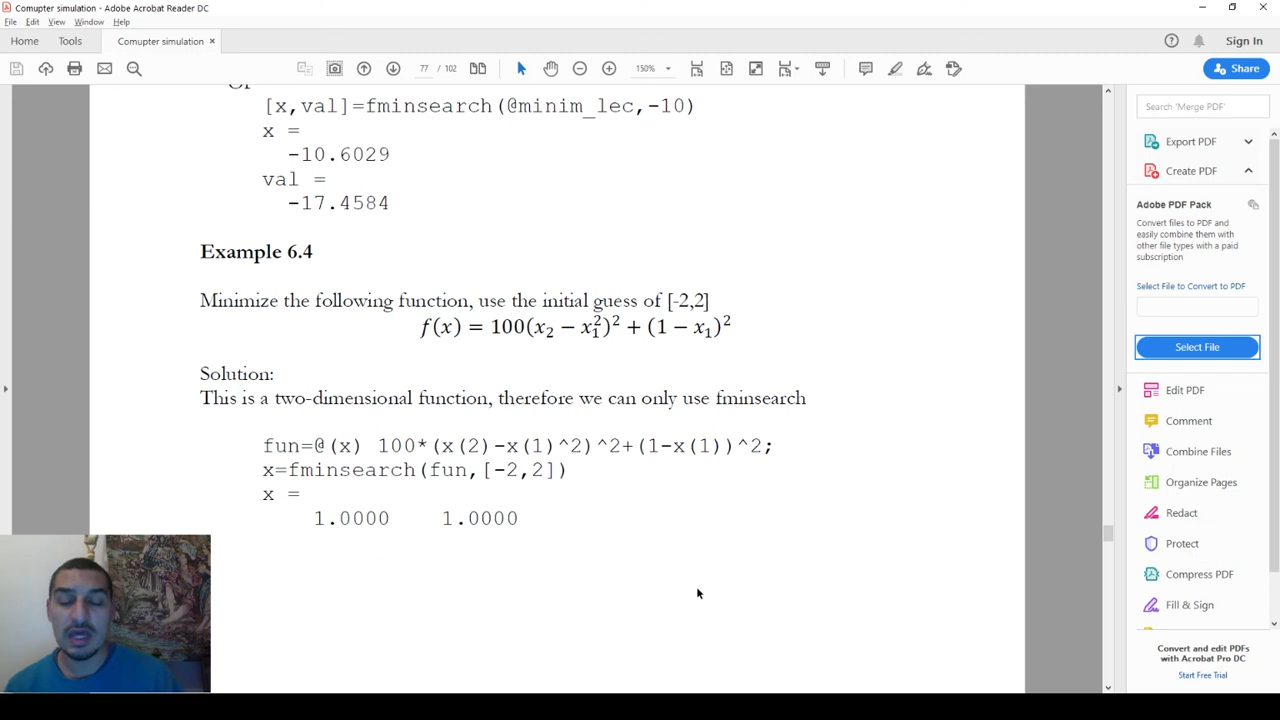 Comupter simulation - Adobe Acrobat Reader DC
File Edit View Window Help
Home Tools Comupter simulation ×
Sign In
77 / 102
150%
Share
[x,val]=fminsearch(@minim_lec,-10)
x =
-10.6029
val =
-17.4584
Example 6.4
Minimize the following function, use the initial guess of [-2,2]
f(x) = 100(x₂ − x₁²)² + (1 − x₁)²
Solution:
This is a two-dimensional function, therefore we can only use fminsearch
fun=@(x) 100*(x(2)-x(1)^2)^2+(1-x(1))^2;
x=fminsearch(fun,[-2,2])
x =
1.0000 1.0000
Search 'Merge PDF'
Export PDF
Create PDF
Adobe PDF Pack
Convert files to PDF and
easily combine them with
other file types with a paid
subscription
Select File to Convert to PDF
Select File
Edit PDF
Comment
Combine Files
Organize Pages
Redact
Protect
Compress PDF
Fill & Sign
Convert and edit PDFs
with Acrobat Pro DC
Start Free Trial